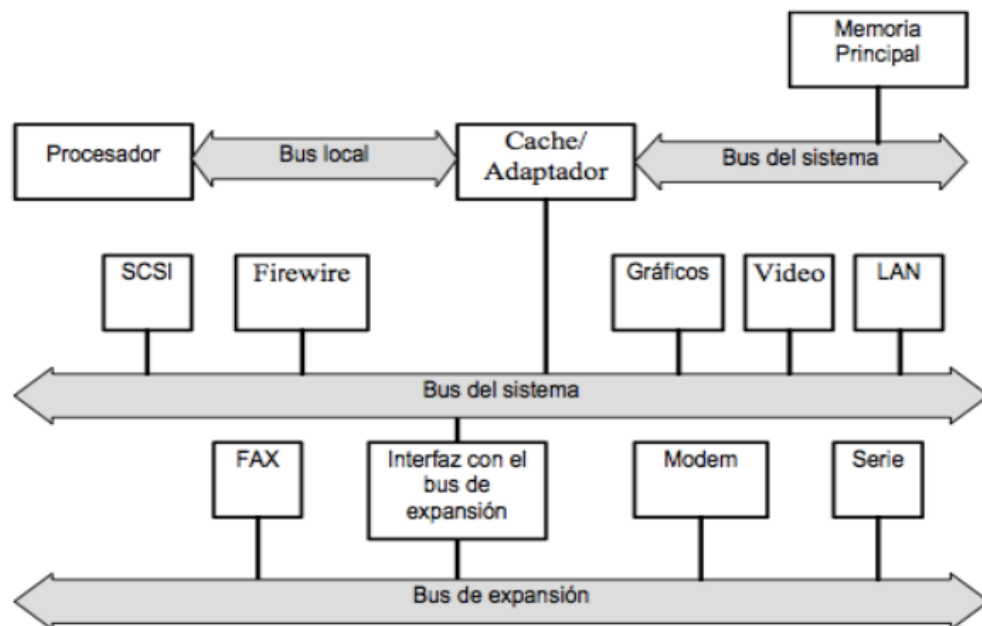 Memoria
Principal
Procesador
Bus local
Cache/
Adaptador
Bus del sistema
SCSI
Firewire
Gráficos
Video
LAN
Bus del sistema
FAX
Interfaz con el
bus de
expansión
Modem
Serie
Bus de expansión